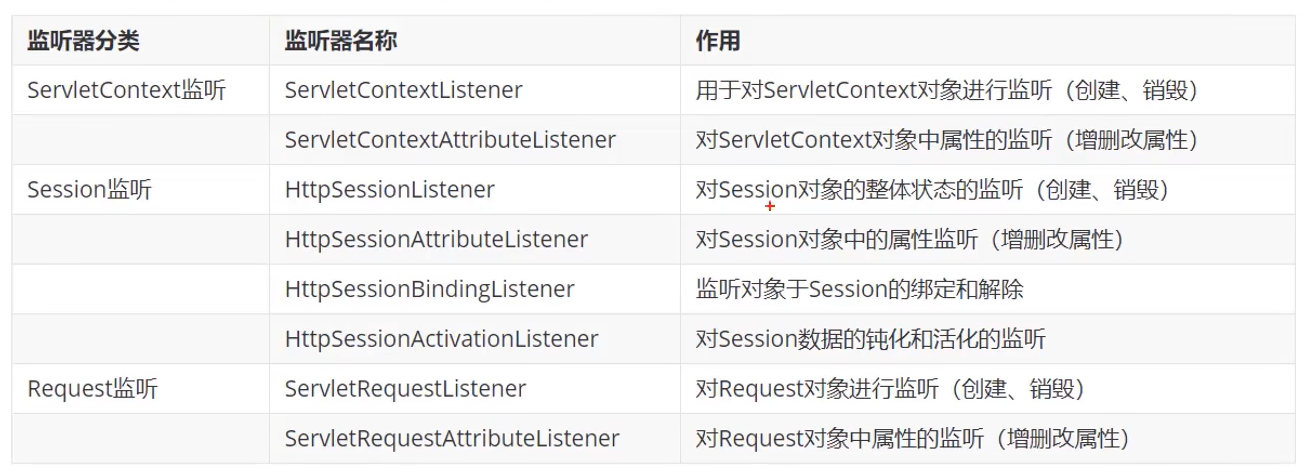 监听器分类 监听器名称 作用
ServletContext监听 ServletContextListener 用于对ServletContext对象进行监听（创建、销毁）
ServletContextAttributeListener 对ServletContext对象中属性的监听（增删改属性）
Session监听 HttpSessionListener 对Session对象的整体状态的监听（创建、销毁）
HttpSessionAttributeListener 对Session对象中的属性监听（增删改属性）
HttpSessionBindingListener 监听对象于Session的绑定和解除
HttpSessionActivationListener 对Session数据的钝化和活化的监听
Request监听 ServletRequestListener 对Request对象进行监听（创建、销毁）
ServletRequestAttributeListener 对Request对象中属性的监听（增删改属性）